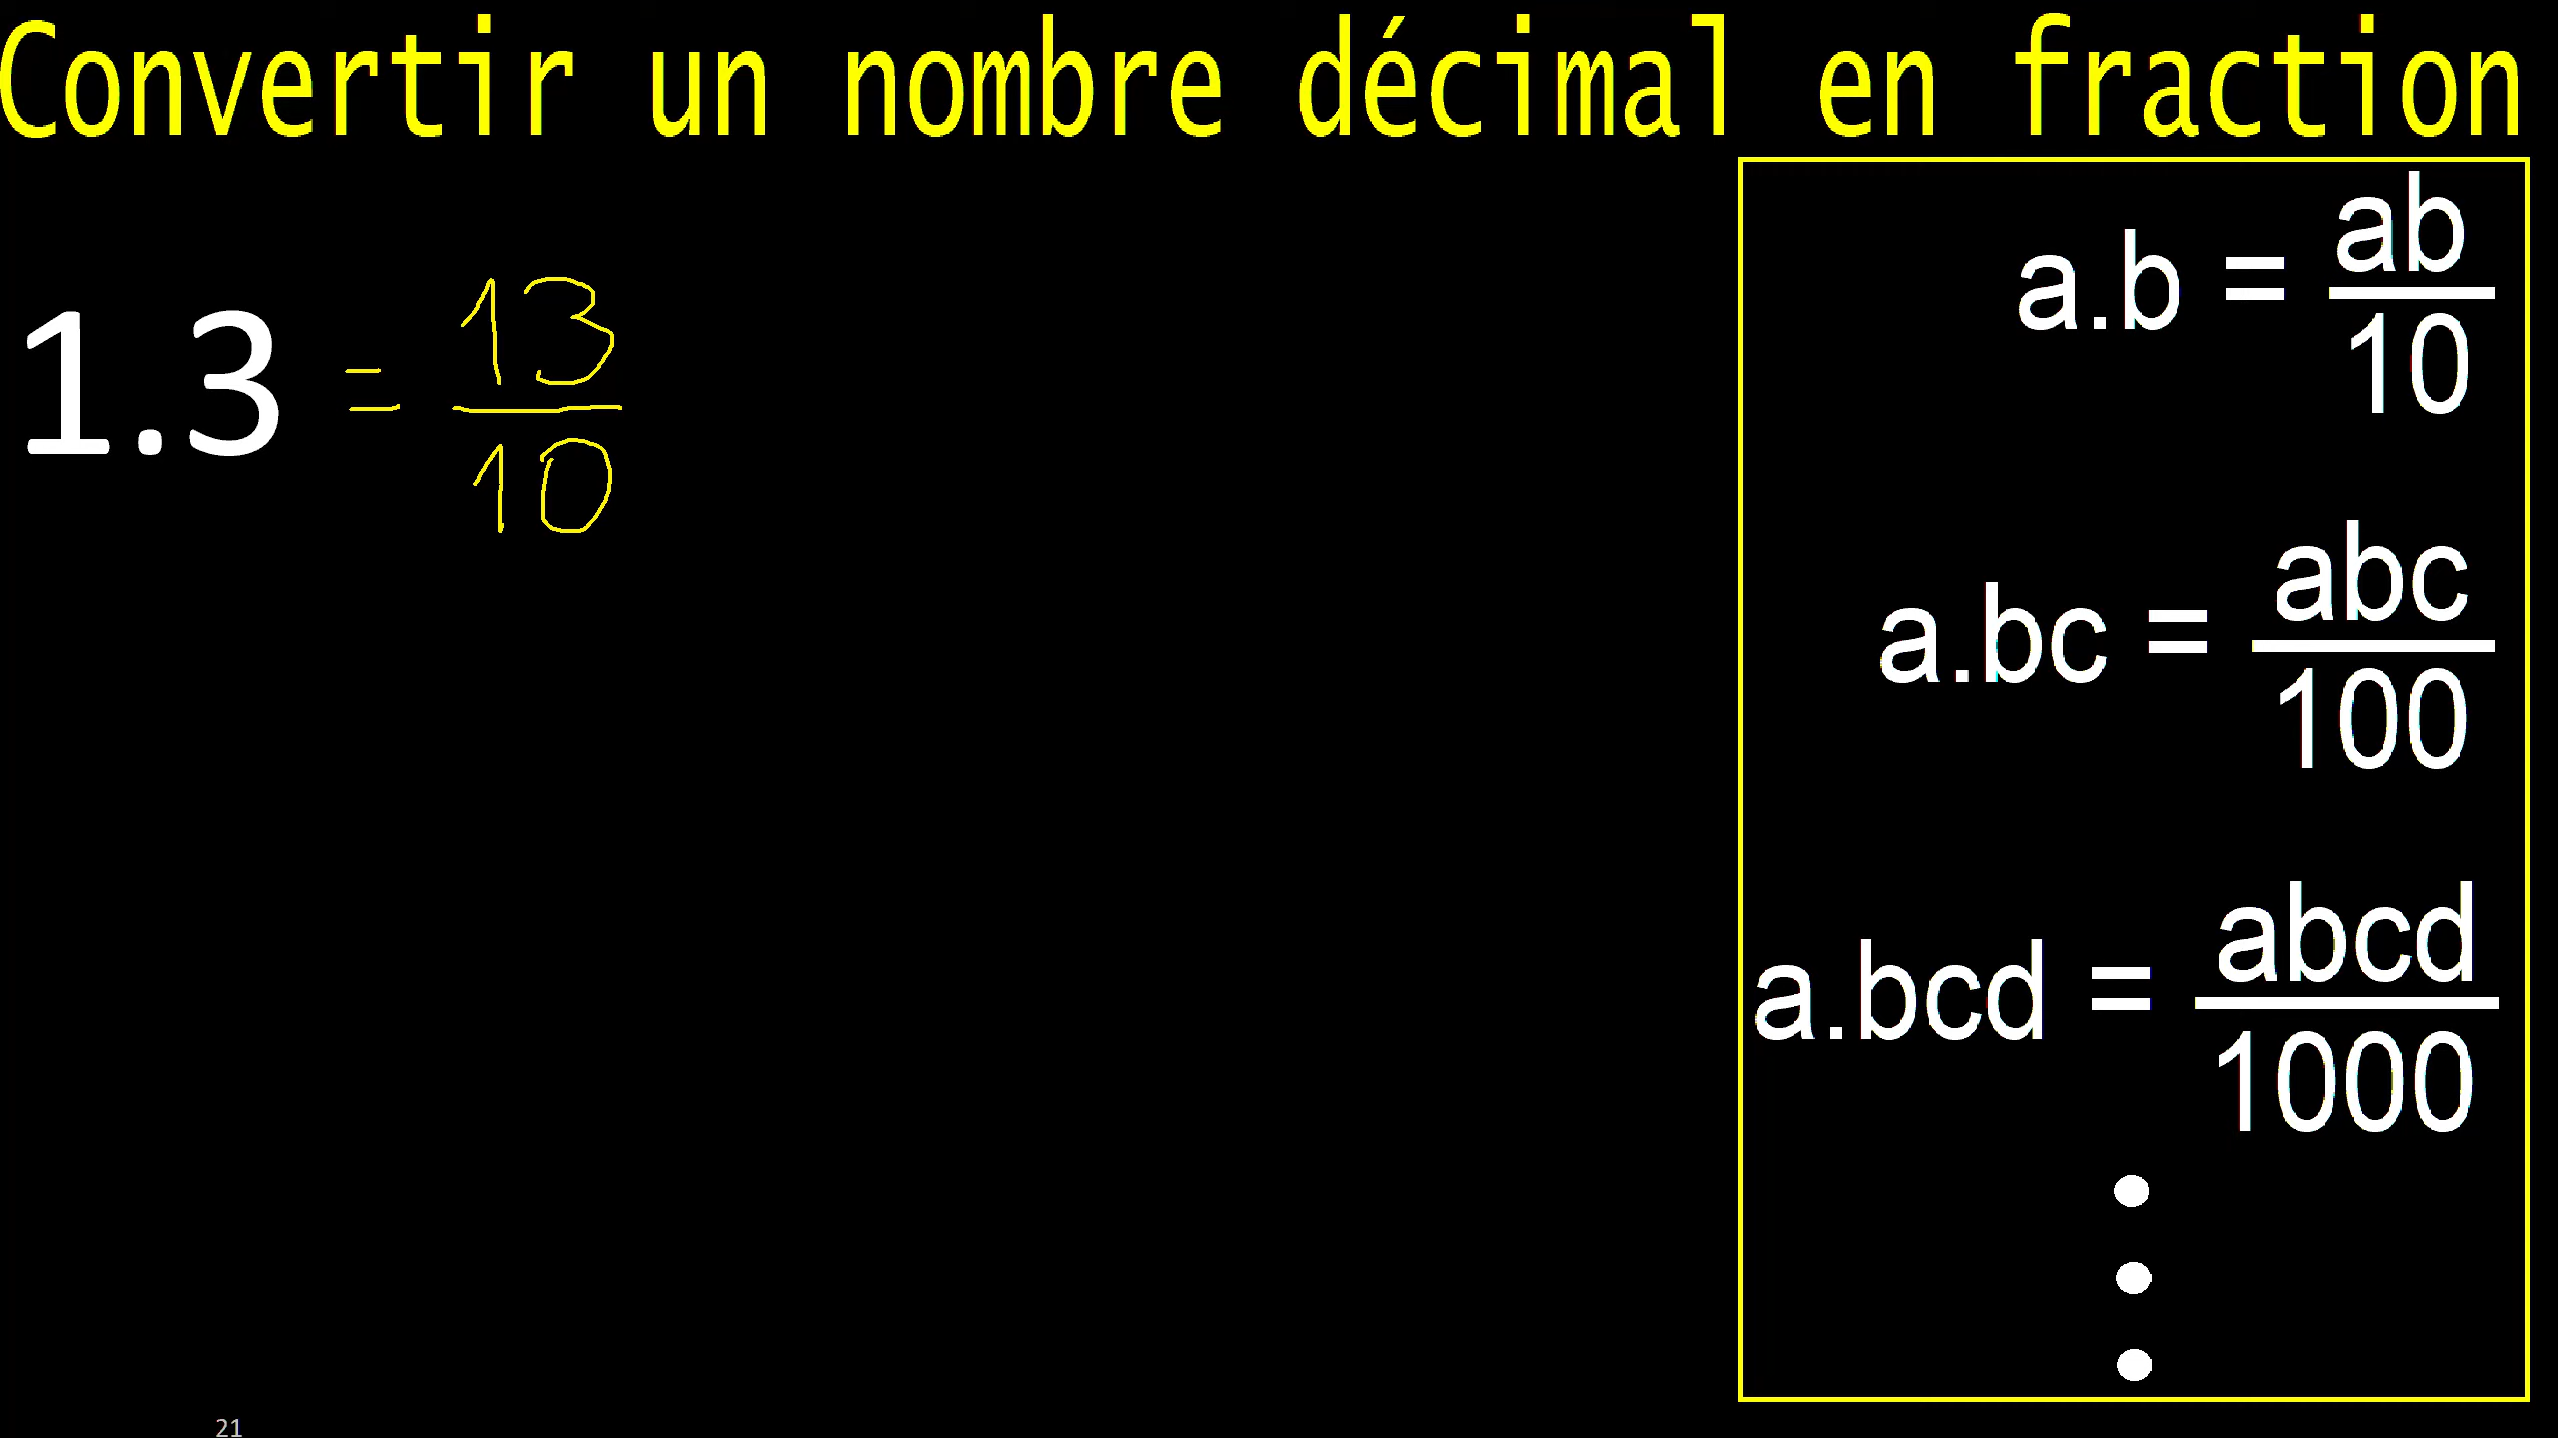 Convertir un nombre décimal en fraction
1.3 = 13/10
a.b = ab/10
a.bc = abc/100
a.bcd = abcd/1000
21